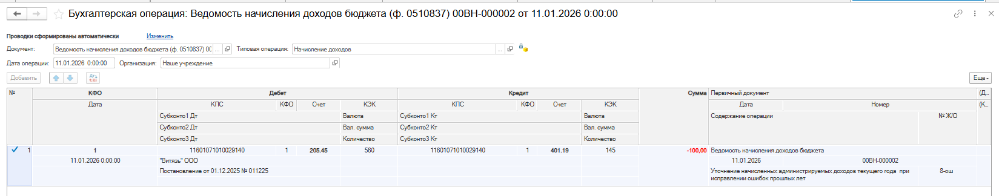 Бухгалтерская операция: Ведомость начисления доходов бюджета (ф. 0510837) 00ВН-000002 от 11.01.2026 0:00:00
Проводки сформированы автоматически Изменить
Документ: Ведомость начисления доходов бюджета (ф. 0510837) 00 ... Типовая операция: Начисление доходов ...
Дата операции: 11.01.2026 0:00:00 Организация: Наше учреждение
Добавить Дт Кт Еще
№ КФО Дебет Кредит Сумма Первичный документ (Д...
Дата КПС КФО Счет КЭК КПС КФО Счет КЭК Дата Номер (К...
Субконто1 Дт Валюта Субконто1 Кт Валюта Содержание операции № Ж/О
Субконто2 Дт Вал. сумма Субконто2 Кт Вал. сумма
Субконто3 Дт Количество Субконто3 Кт Количество
1 1 11601071010029140 1 205.45 560 11601071010029140 1 401.19 145 -100,00 Ведомость начисления доходов бюджета
11.01.2026 0:00:00 "Витязь" ООО 11.01.2026 00ВН-000002
Постановление от 01.12.2025 № 011225 Уточнение начисленных администрируемых доходов текущего года при 8-ош
исправлении ошибок прошлых лет